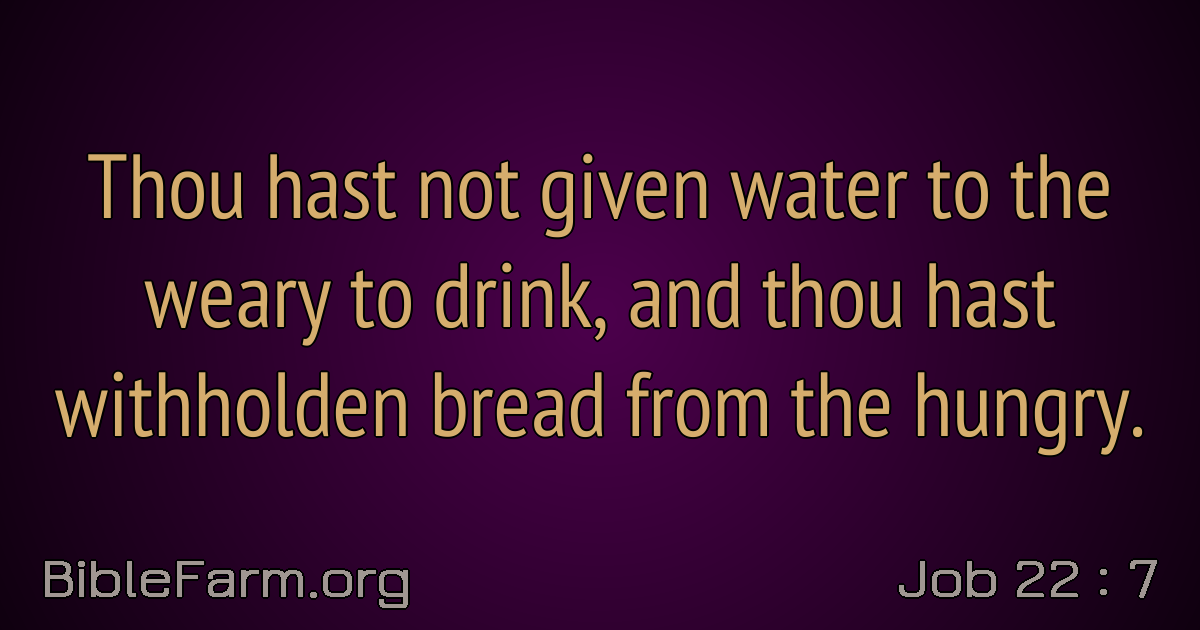 Thou hast not given water to the
weary to drink, and thou hast
withholden bread from the hungry.
BibleFarm.org
Job 22 : 7